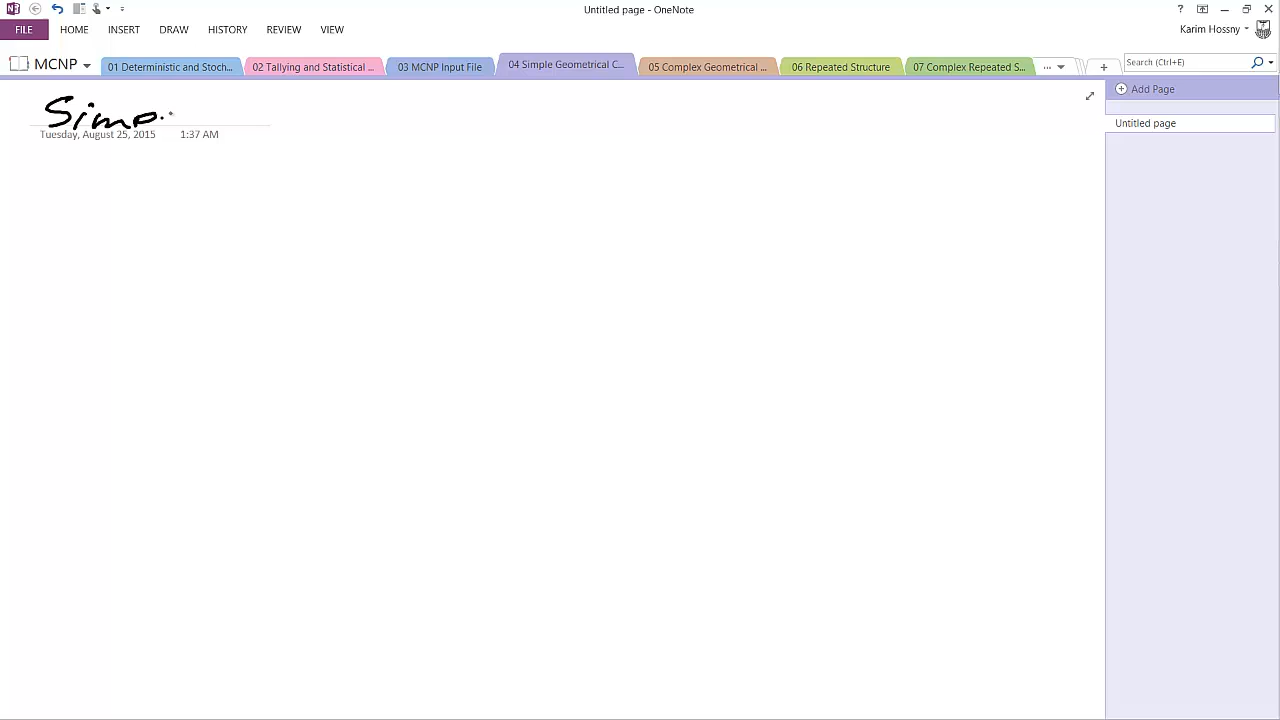 Untitled page - OneNote
?
FILE HOME INSERT DRAW HISTORY REVIEW VIEW
Karim Hossny
MCNP
01 Deterministic and Stoch...
02 Tallying and Statistical ...
03 MCNP Input File
04 Simple Geometrical C...
05 Complex Geometrical ...
06 Repeated Structure
07 Complex Repeated S...
...
+
Search (Ctrl+E)
Add Page
Untitled page
Simp
Tuesday, August 25, 2015 1:37 AM